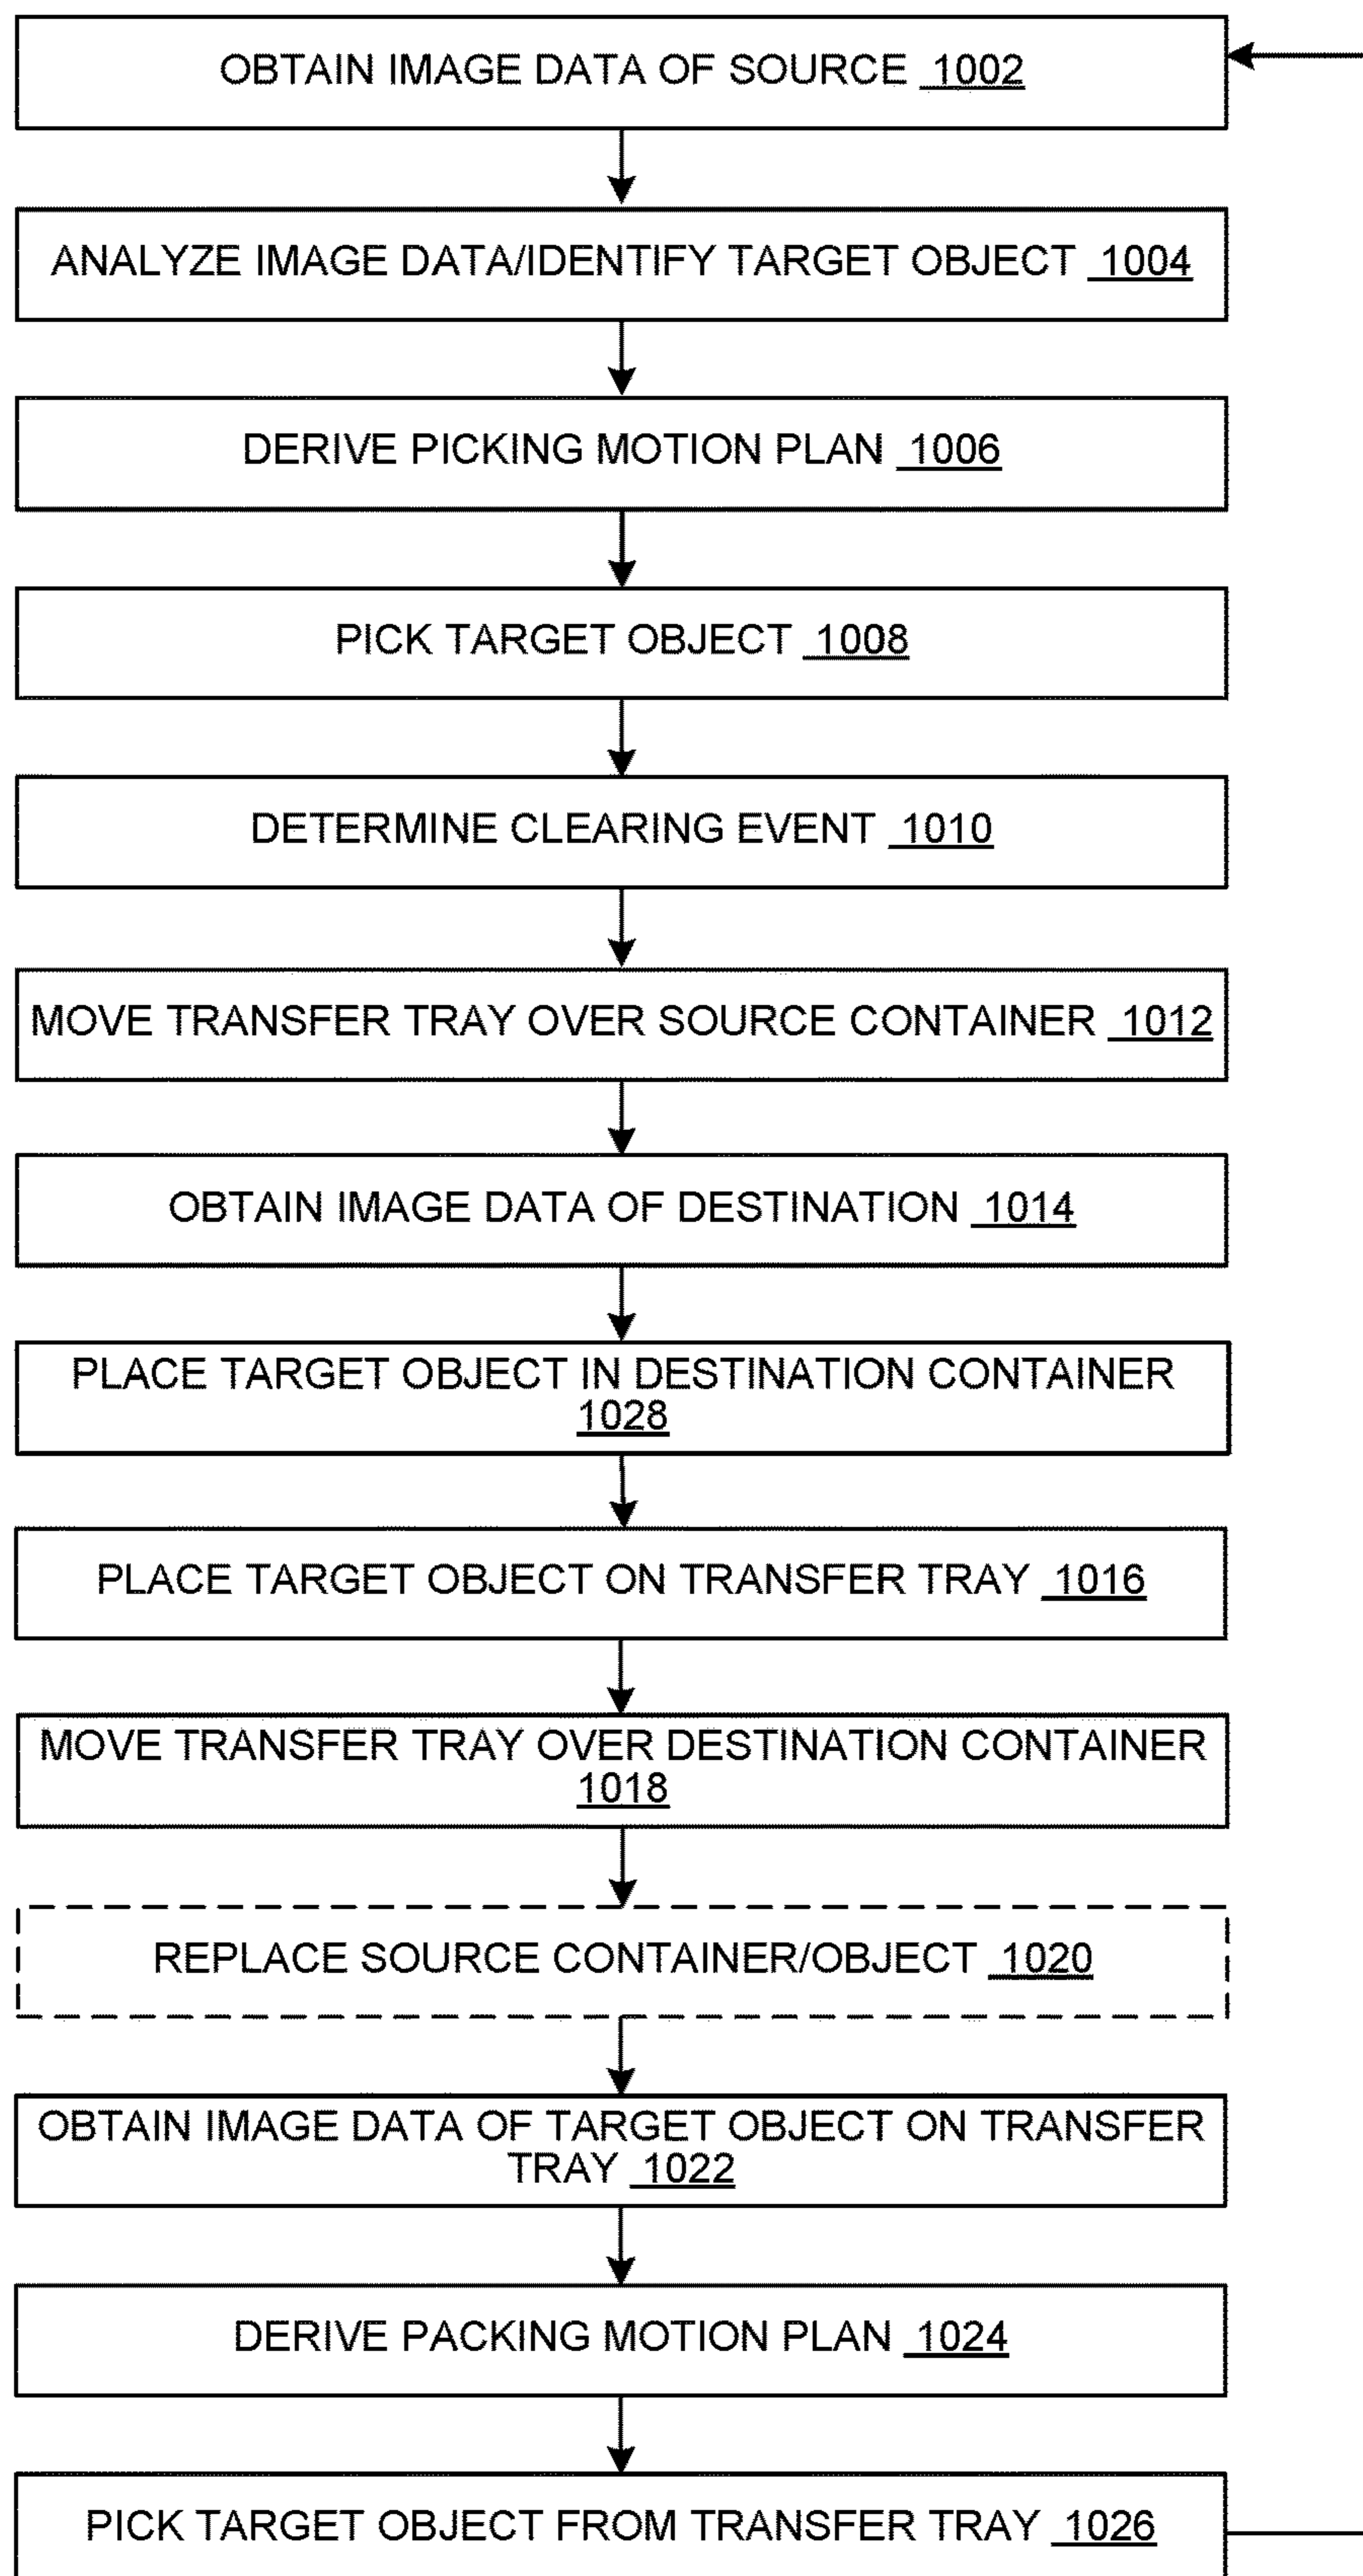 OBTAIN IMAGE DATA OF SOURCE 1002
ANALYZE IMAGE DATA/IDENTIFY TARGET OBJECT 1004
DERIVE PICKING MOTION PLAN 1006
PICK TARGET OBJECT 1008
DETERMINE CLEARING EVENT 1010
MOVE TRANSFER TRAY OVER SOURCE CONTAINER 1012
OBTAIN IMAGE DATA OF DESTINATION 1014
PLACE TARGET OBJECT IN DESTINATION CONTAINER
1028
PLACE TARGET OBJECT ON TRANSFER TRAY 1016
MOVE TRANSFER TRAY OVER DESTINATION CONTAINER
1018
REPLACE SOURCE CONTAINER/OBJECT 1020
OBTAIN IMAGE DATA OF TARGET OBJECT ON TRANSFER
TRAY 1022
DERIVE PACKING MOTION PLAN 1024
PICK TARGET OBJECT FROM TRANSFER TRAY 1026